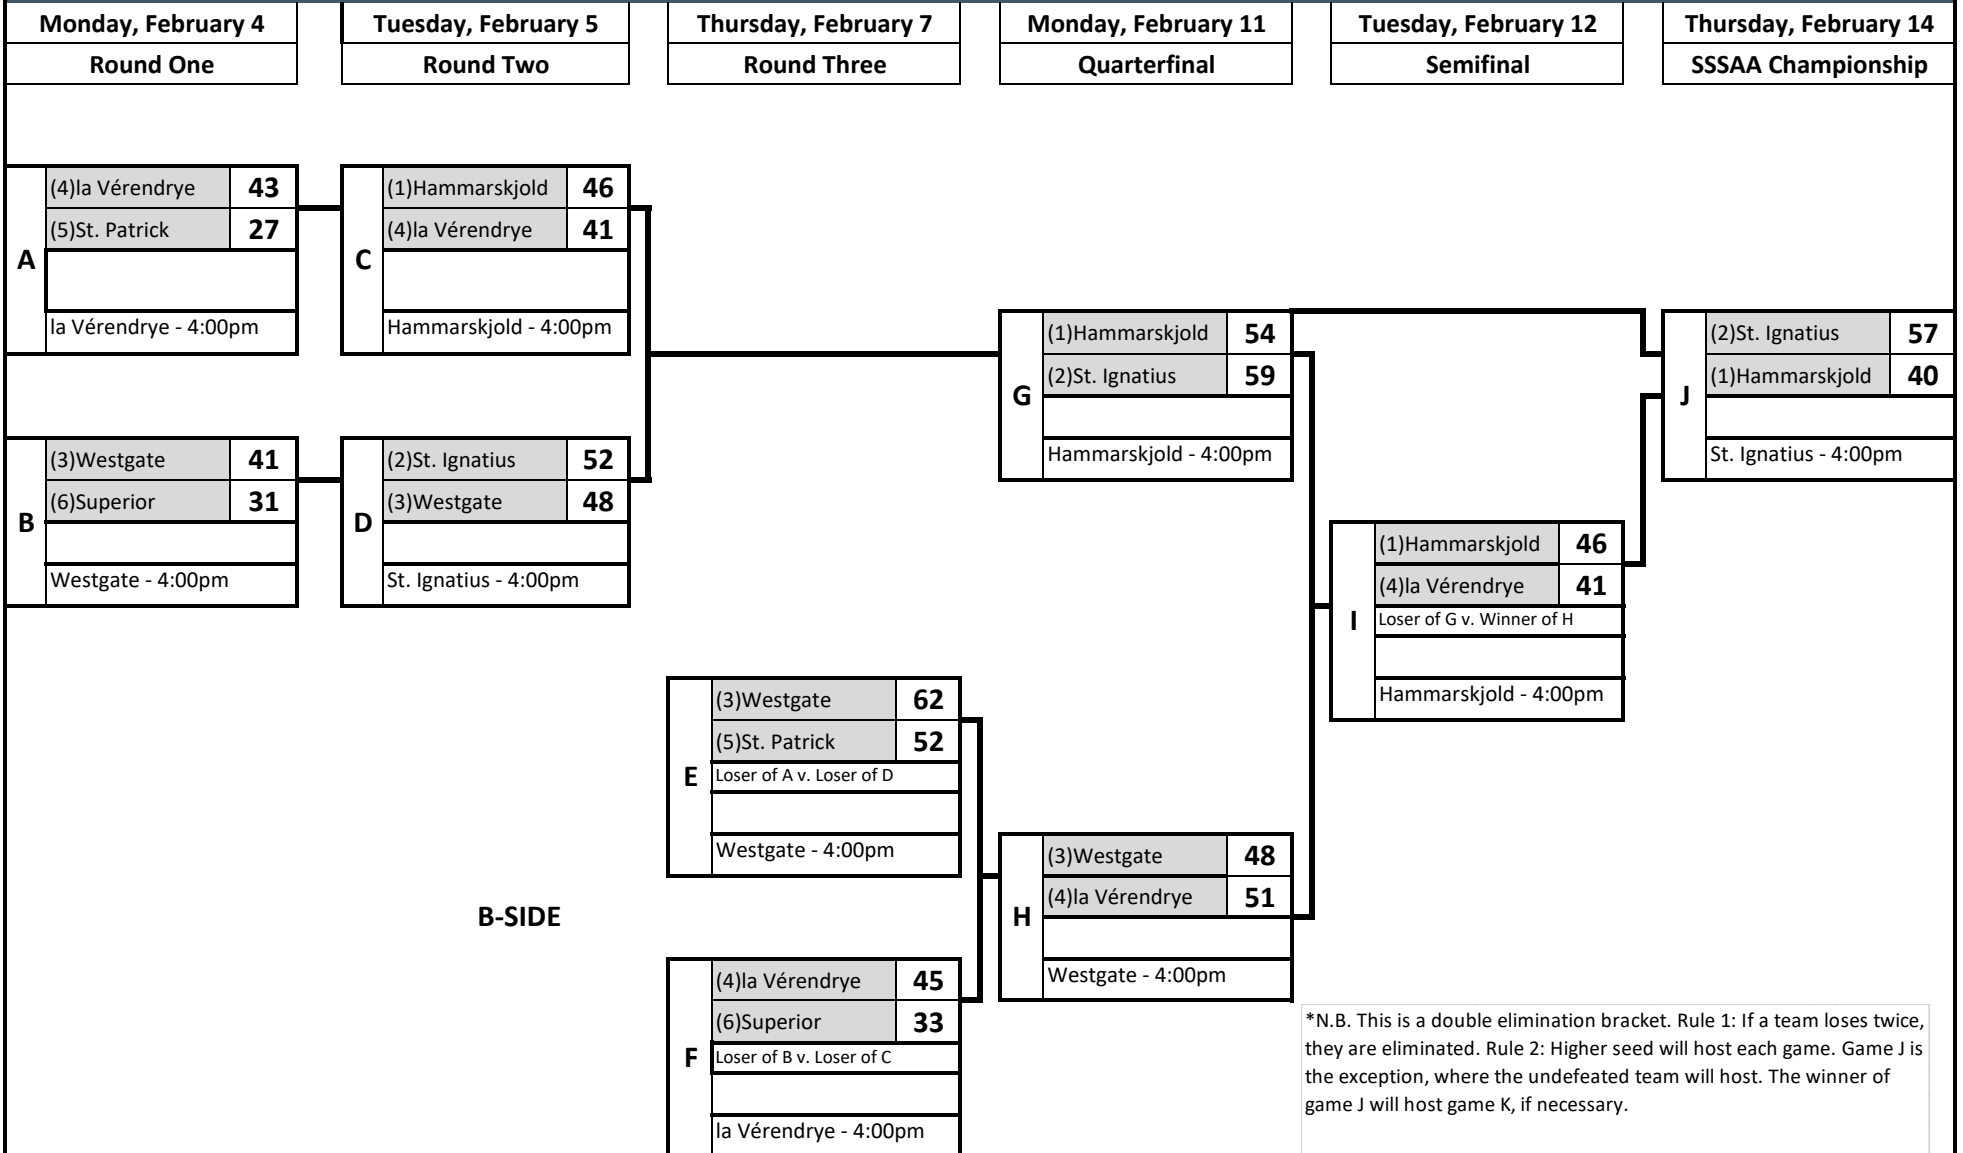 Monday, February 4
Round One
Tuesday, February 5
Round Two
Thursday, February 7
Round Three
Monday, February 11
Quarterfinal
Tuesday, February 12
Semifinal
Thursday, February 14
SSSAA Championship
A
(4)la Vérendrye 43
(5)St. Patrick 27
la Vérendrye - 4:00pm
B
(3)Westgate 41
(6)Superior 31
Westgate - 4:00pm
C
(1)Hammarskjold 46
(4)la Vérendrye 41
Hammarskjold - 4:00pm
D
(2)St. Ignatius 52
(3)Westgate 48
St. Ignatius - 4:00pm
B-SIDE
E
(3)Westgate 62
(5)St. Patrick 52
Loser of A v. Loser of D
Westgate - 4:00pm
F
(4)la Vérendrye 45
(6)Superior 33
Loser of B v. Loser of C
la Vérendrye - 4:00pm
G
(1)Hammarskjold 54
(2)St. Ignatius 59
Hammarskjold - 4:00pm
H
(3)Westgate 48
(4)la Vérendrye 51
Westgate - 4:00pm
I
(1)Hammarskjold 46
(4)la Vérendrye 41
Loser of G v. Winner of H
Hammarskjold - 4:00pm
J
(2)St. Ignatius 57
(1)Hammarskjold 40
St. Ignatius - 4:00pm
*N.B. This is a double elimination bracket. Rule 1: If a team loses twice,
they are eliminated. Rule 2: Higher seed will host each game. Game J is
the exception, where the undefeated team will host. The winner of
game J will host game K, if necessary.